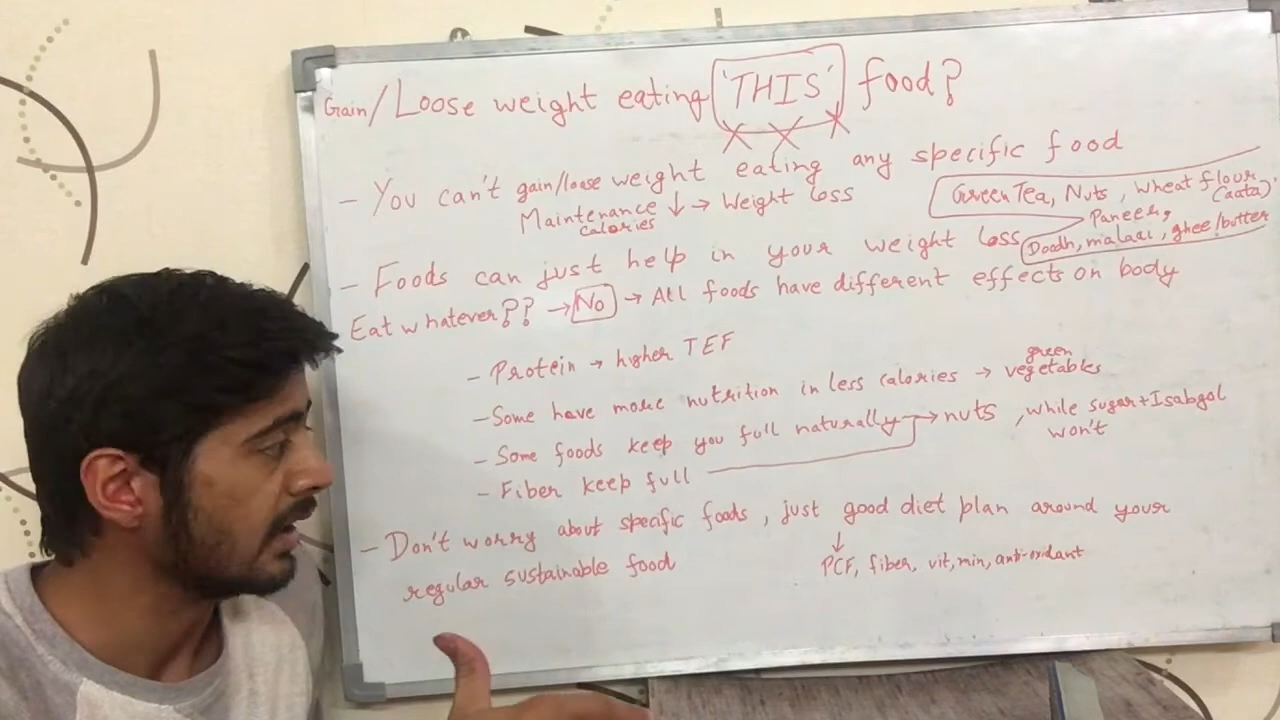 Gain/Loose weight eating 'THIS' food?
- You can't gain/loose weight eating any specific food
Maintenance calories ↓ → Weight loss
Green Tea, Nuts, wheat flour (aata),
Paneer,
Doodh, malaai, ghee/butter
- Foods can just help in your weight loss
Eat whatever?? → No → All foods have different effects on body
- Protein → higher TEF
- Some have more nutrition in less calories → green vegetables
- Some foods keep you full naturally → nuts, while sugar+Isabgol won't
- Fiber keep full
- Don't worry about specific foods, just good diet plan around your
regular sustainable food
↓
PCF, fiber, vit, min, anti-oxidant